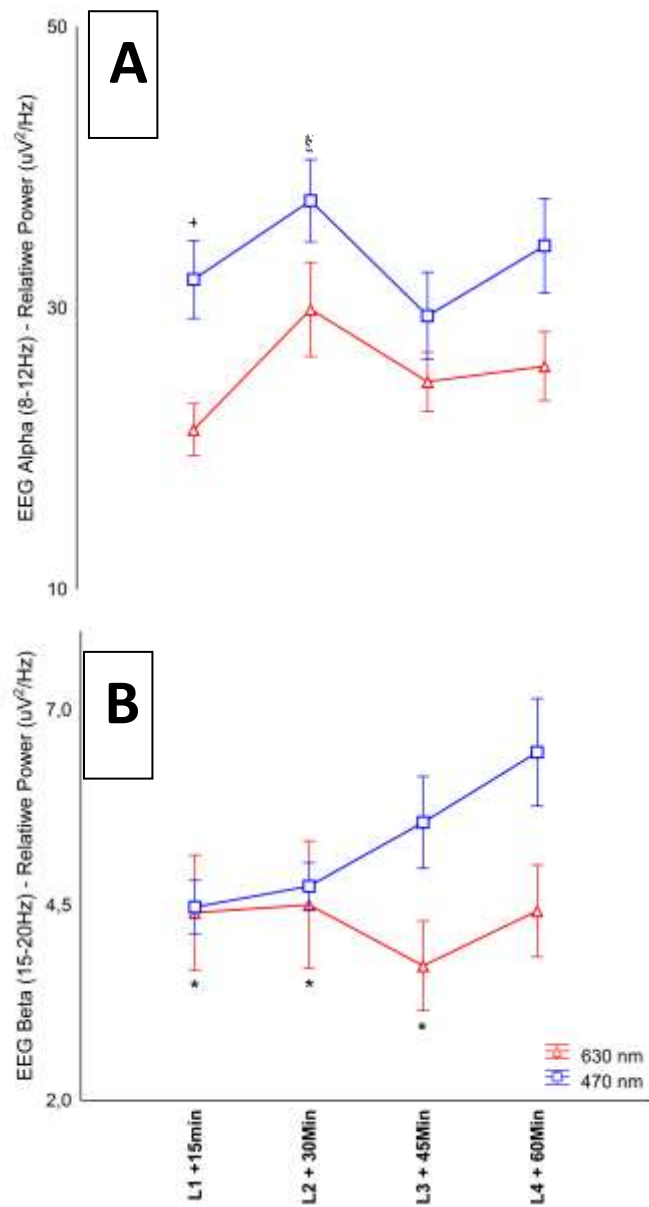 50
A
EEG Alpha (8-12Hz) - Relatiwe Power (uV²/Hz)
+
30
10
B
EEG Beta (15-20Hz) - Relatiwe Power (uV²/Hz)
7,0
4,5
* *
*
630 nm
470 nm
2,0
L1 +15min
L2 + 30Min
L3 + 45Min
L4 + 60Min